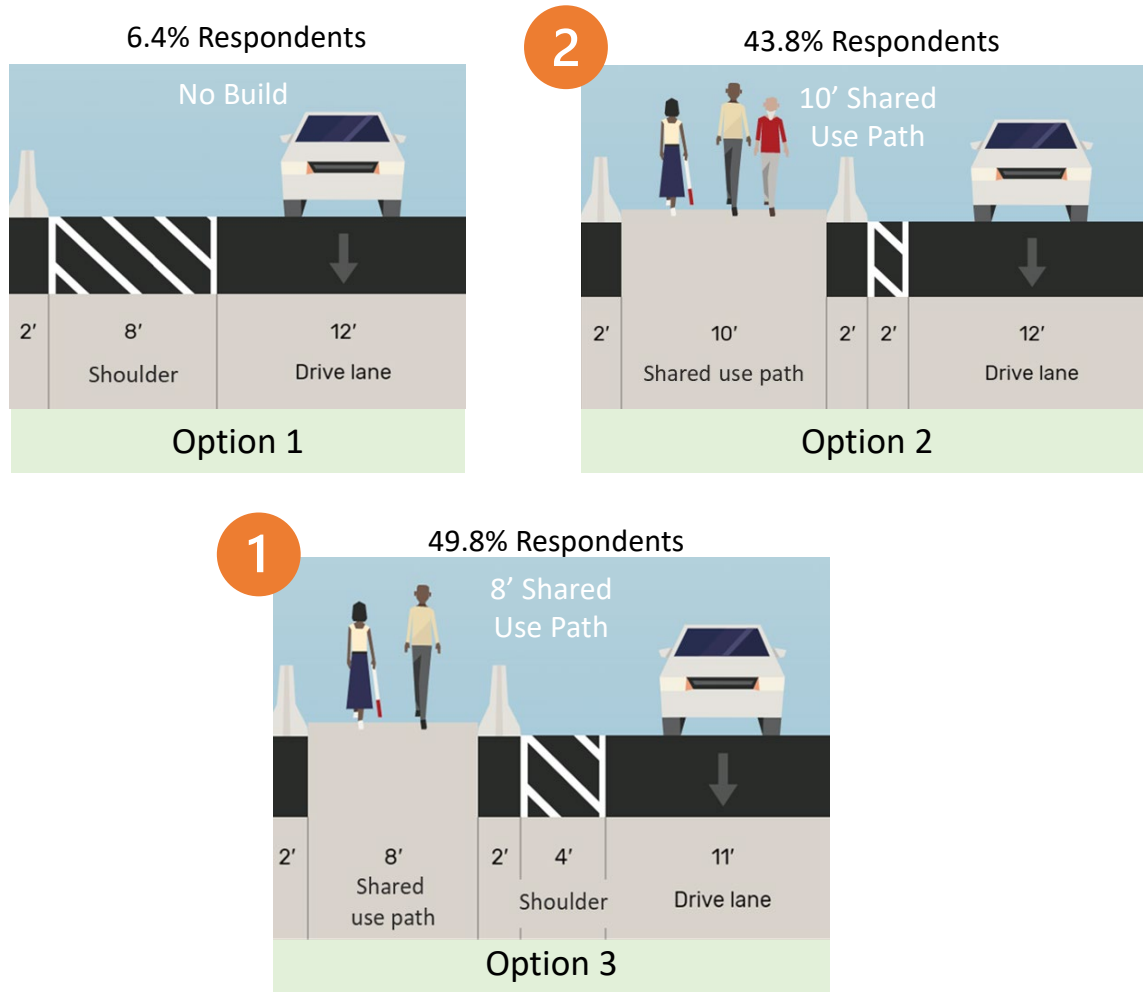 6.4% Respondents
No Build
2’
8’
12’
Shoulder
Drive lane
Option 1
2
43.8% Respondents
10’ Shared
Use Path
2’
10’
2’
2’
12’
Shared use path
Drive lane
Option 2
1
49.8% Respondents
8’ Shared
Use Path
2’
8’
2’
4’
11’
Shared
use path
Shoulder
Drive lane
Option 3